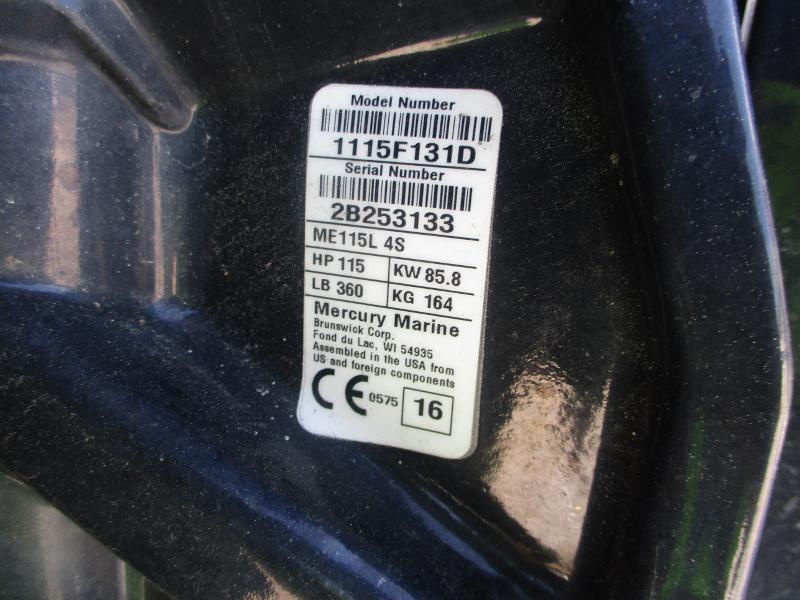 Model Number
1115F131D
Serial Number
2B253133
ME115L 4S
HP 115 KW 85.8
LB 360 KG 164
Mercury Marine
Brunswick Corp.
Fond du Lac, WI 54935
Assembled in the USA from
US and foreign components
CE 0575 16